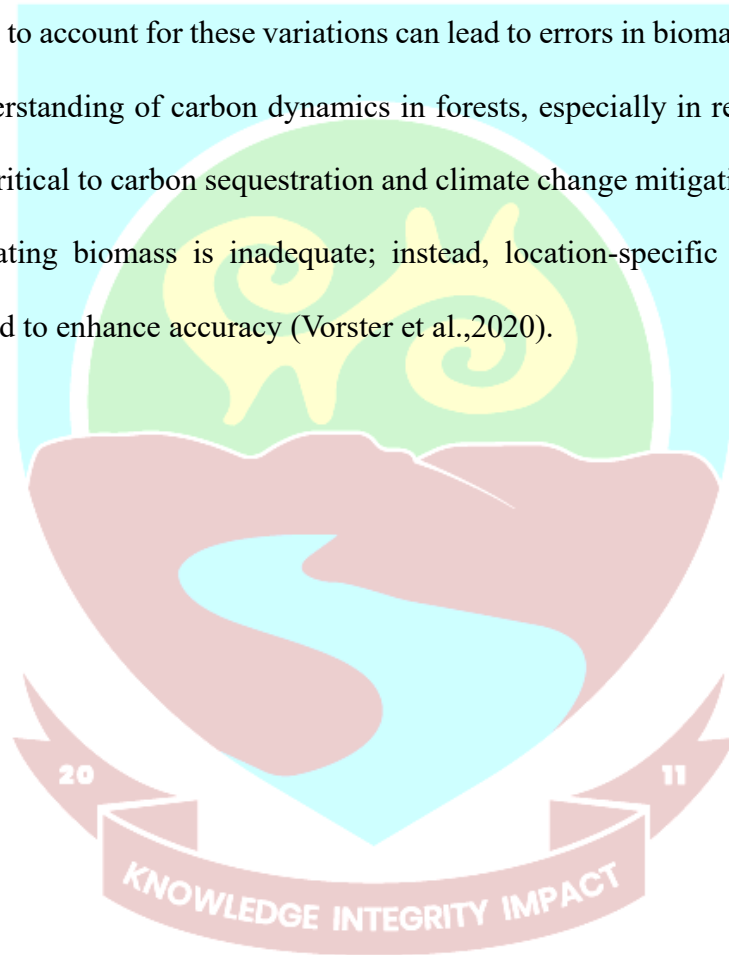 to account for these variations can lead to errors in bioma
erstanding of carbon dynamics in forests, especially in re
ritical to carbon sequestration and climate change mitigati
ating biomass is inadequate; instead, location-specific
d to enhance accuracy (Vorster et al.,2020).
20 11
KNOWLEDGE INTEGRITY IMPACT